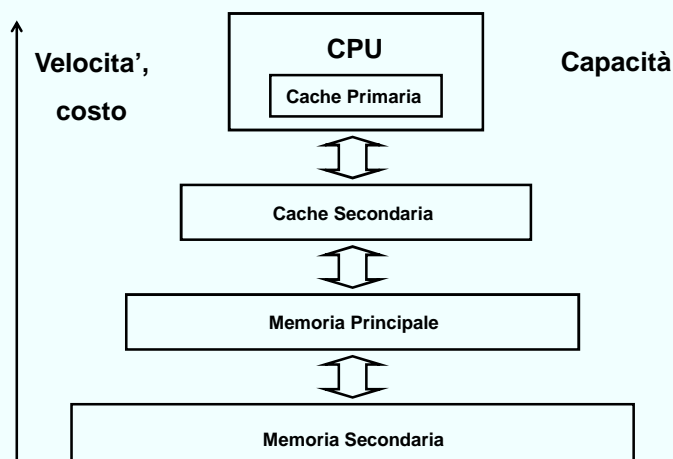 Velocita’,
costo
CPU
Cache Primaria
Capacità
Cache Secondaria
Memoria Principale
Memoria Secondaria